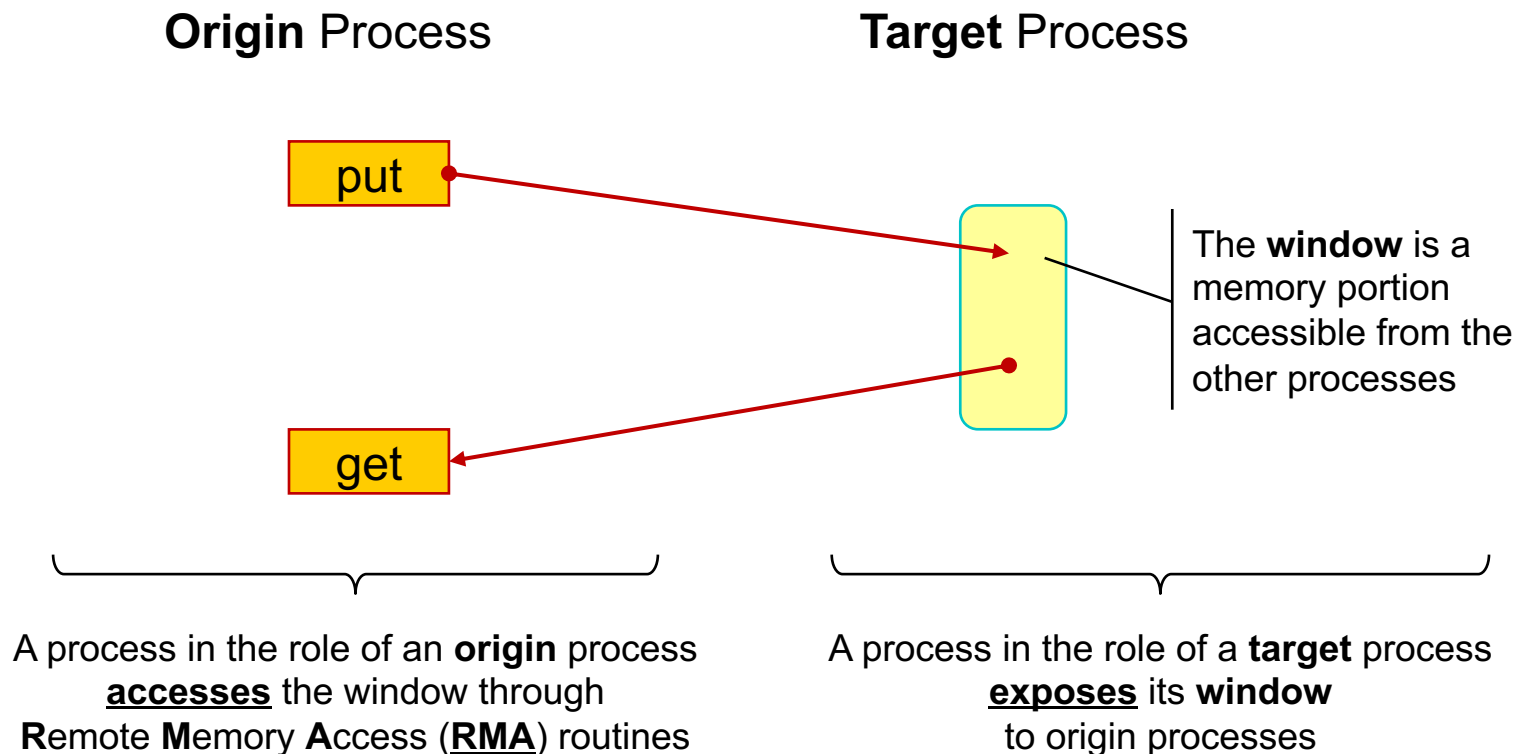 Origin Process
Target Process
put
The window is a
memory portion
accessible from the
other processes
get
A process in the role of an origin process
accesses the window through
Remote Memory Access (RMA) routines
A process in the role of a target process
exposes its window
to origin processes